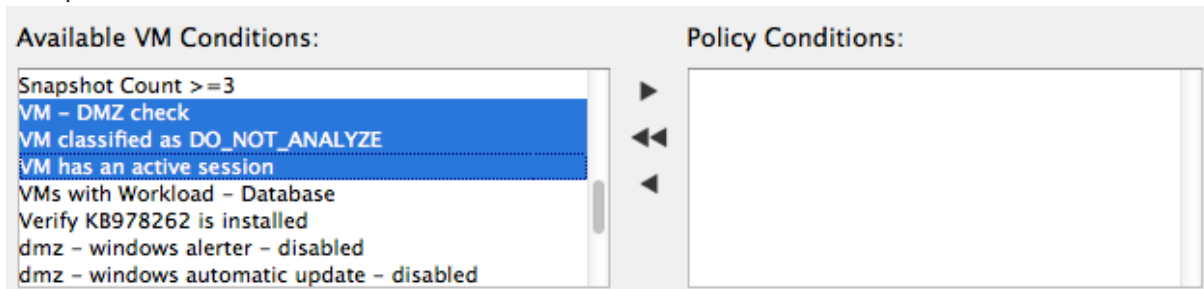 Available VM Conditions:
Policy Conditions:
Snapshot Count >=3
VM – DMZ check
VM classified as DO_NOT_ANALYZE
VM has an active session
VMs with Workload – Database
Verify KB978262 is installed
dmz – windows alerter – disabled
dmz – windows automatic update – disabled